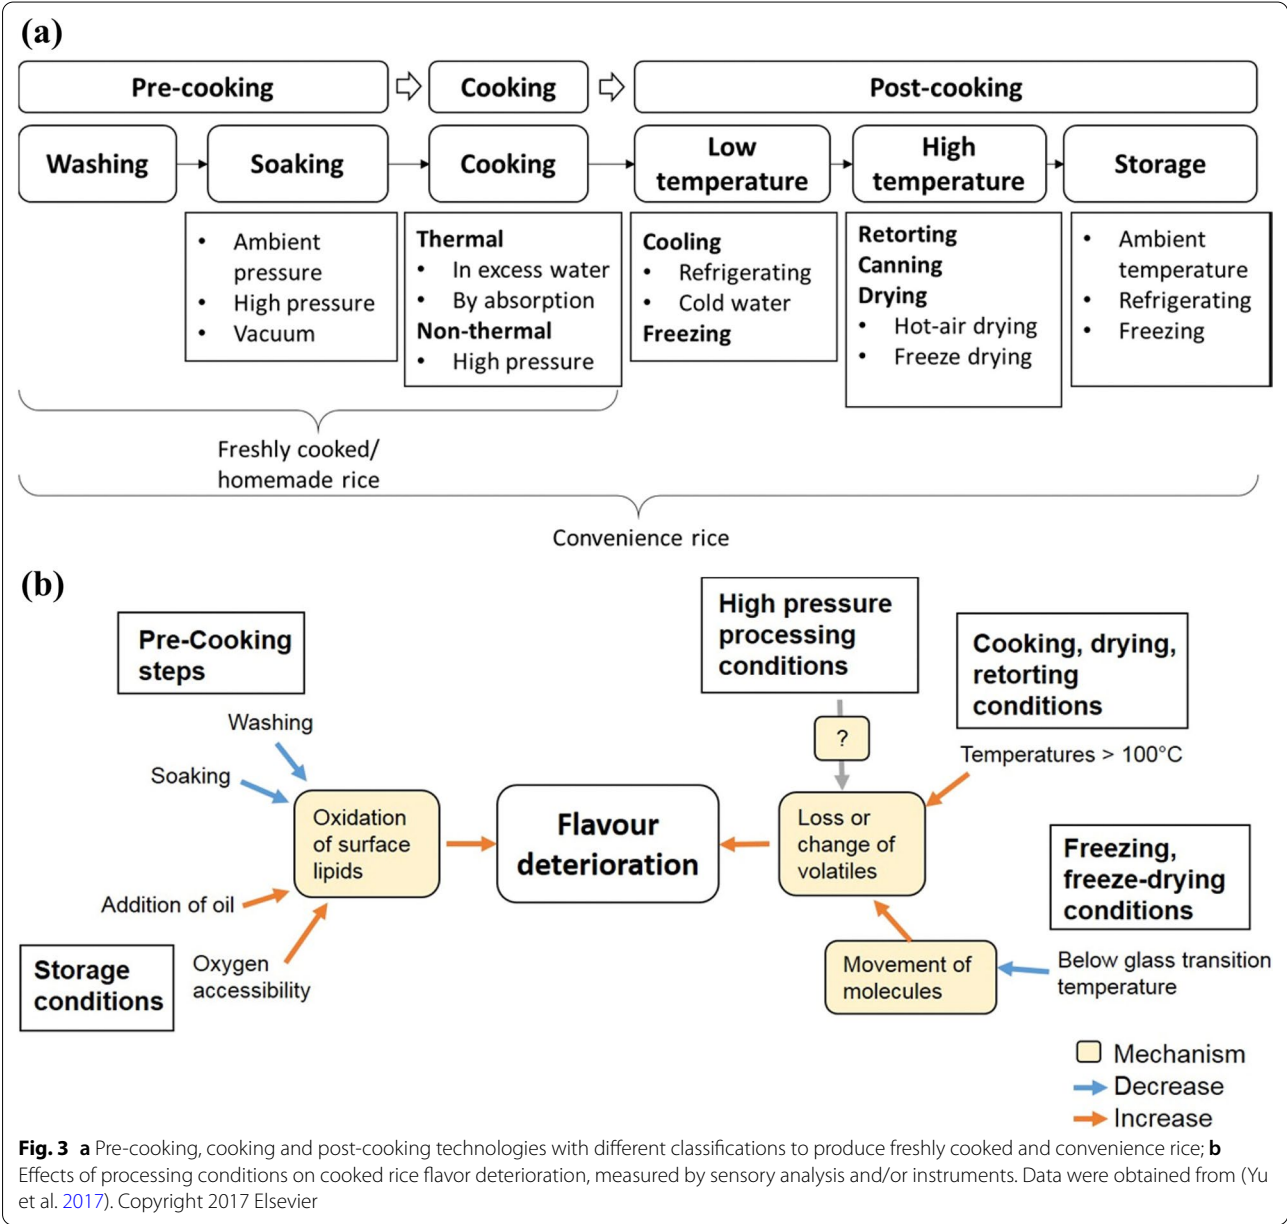 (a)
Pre-cooking
Cooking
Post-cooking
Washing
Soaking
Cooking
Low
temperature
High
temperature
Storage
• Ambient
pressure
• High pressure
• Vacuum
Thermal
• In excess water
• By absorption
Non-thermal
• High pressure
Cooling
• Refrigerating
• Cold water
Freezing
Retorting
Canning
Drying
• Hot-air drying
• Freeze drying
• Ambient
temperature
• Refrigerating
• Freezing
Freshly cooked/
homemade rice
Convenience rice
(b)
Pre-Cooking
steps
Washing
Soaking
Addition of oil
Storage
conditions
Oxygen
accessibility
Oxidation
of surface
lipids
Flavour
deterioration
High pressure
processing
conditions
?
Loss or
change of
volatiles
Cooking, drying,
retorting
conditions
Temperatures > 100°C
Freezing,
freeze-drying
conditions
Movement of
molecules
Below glass transition
temperature
Mechanism
Decrease
Increase
Fig. 3 a Pre-cooking, cooking and post-cooking technologies with different classifications to produce freshly cooked and convenience rice; b
Effects of processing conditions on cooked rice flavor deterioration, measured by sensory analysis and/or instruments. Data were obtained from (Yu
et al. 2017). Copyright 2017 Elsevier